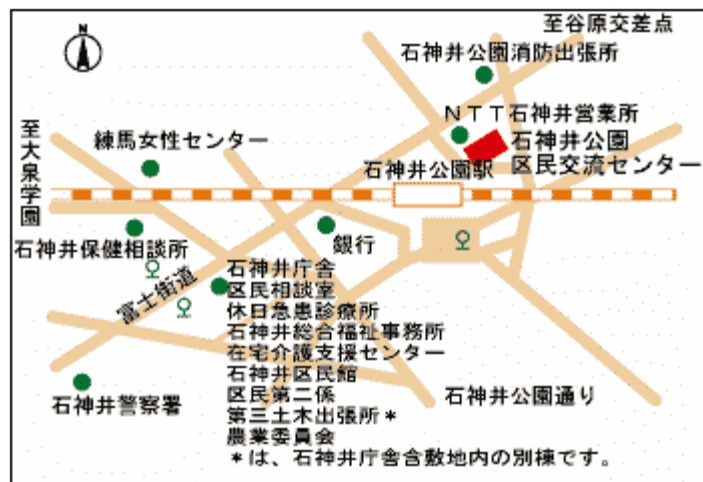 N
至谷原交差点
石神井公園消防出張所
NTT石神井営業所
石神井公園
区民交流センター
石神井公園駅
至大泉学園
練馬女性センター
石神井保健相談所
銀行
富士街道
石神井庁舎
区民相談室
休日急患診療所
石神井総合福祉事務所
在宅介護支援センター
石神井区民館
区民第二係
第三土木出張所*
農業委員会
*は、石神井庁舎含敷地内の別棟です。
石神井警察署
石神井公園通り